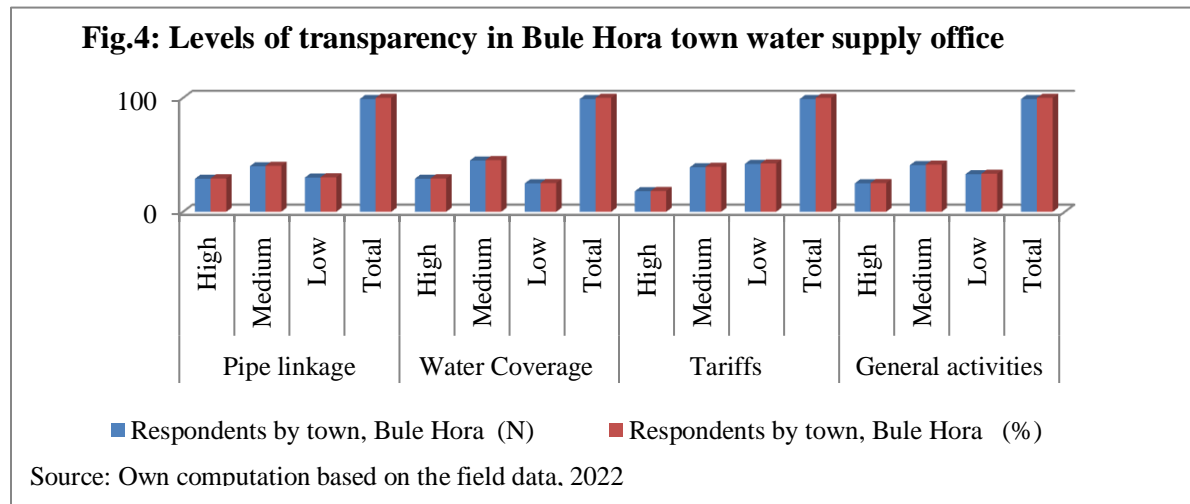 Fig.4: Levels of transparency in Bule Hora town water supply office
100
0
High Medium Low Total High Medium Low Total High Medium Low Total High Medium Low Total
Pipe linkage Water Coverage Tariffs General activities
Respondents by town, Bule Hora (N) Respondents by town, Bule Hora (%)
Source: Own computation based on the field data, 2022